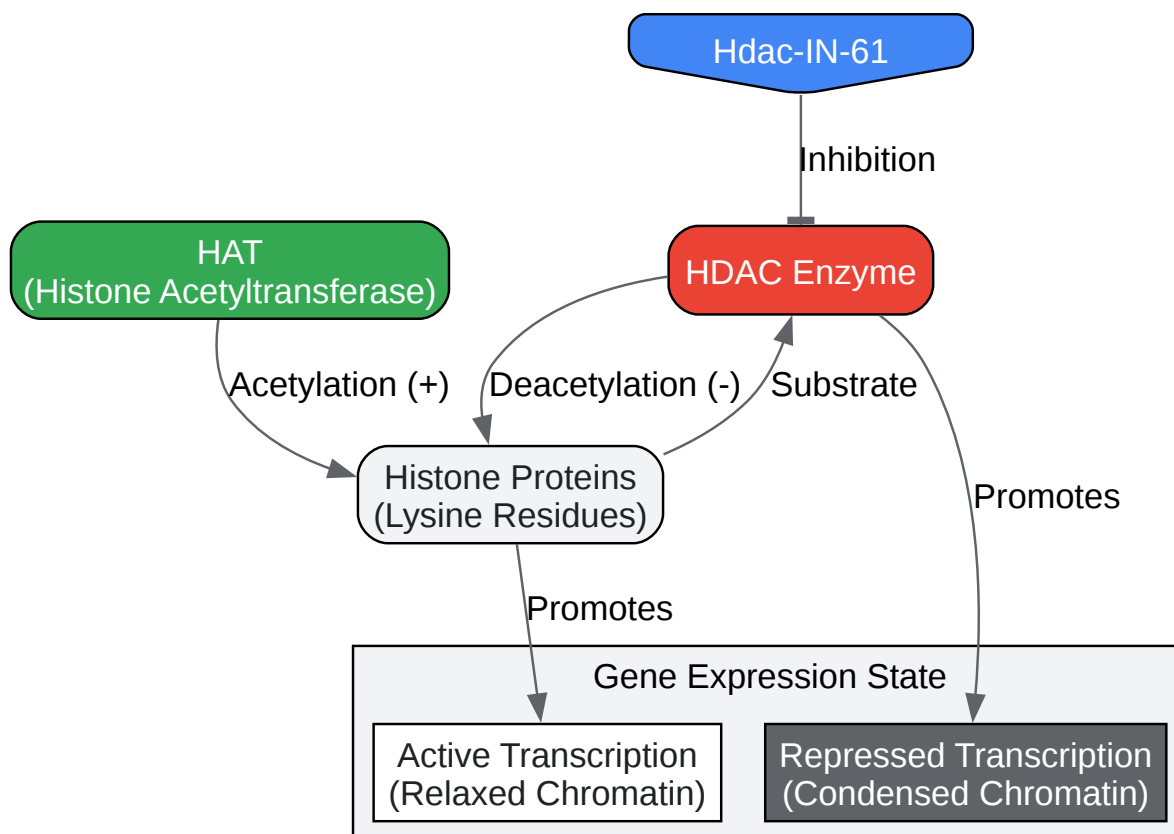 Hdac-IN-61
Inhibition
HAT
(Histone Acetyltransferase)
HDAC Enzyme
Acetylation (+)
Deacetylation (-)
Substrate
Histone Proteins
(Lysine Residues)
Promotes
Promotes
Gene Expression State
Active Transcription
(Relaxed Chromatin)
Repressed Transcription
(Condensed Chromatin)